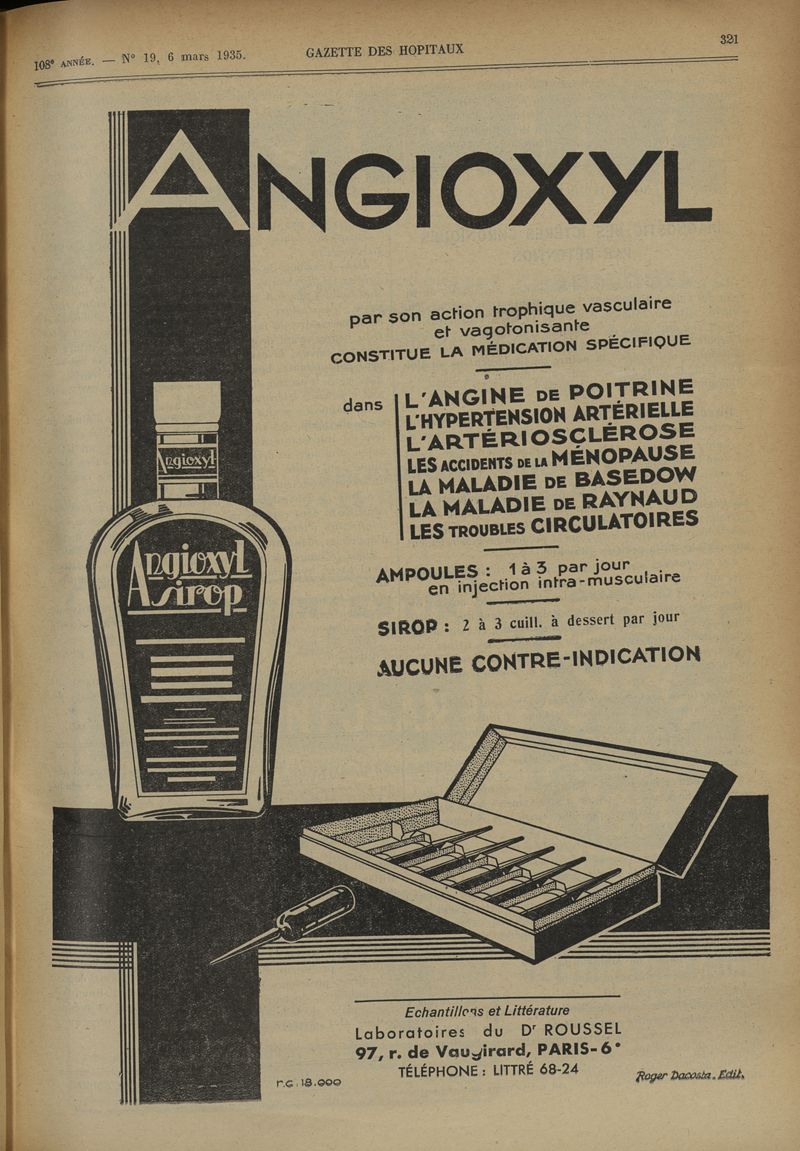 108e ANNÉE. — N° 19, 6 mars 1935.
GAZETTE DES HOPITAUX
321
ANGIOXYL
par son action trophique vasculaire
et vagotonisante
CONSTITUE LA MÉDICATION SPÉCIFIQUE
dans
L'ANGINE DE POITRINE
L'HYPERTENSION ARTÉRIELLE
L'ARTÉRIOSCLÉROSE
LES ACCIDENTS DE LA MÉNOPAUSE
LA MALADIE DE BASEDOW
LA MALADIE DE RAYNAUD
LES TROUBLES CIRCULATOIRES
Angioxyl
Angioxyl
sirop
AMPOULES : 1 à 3 par jour
en injection intra-musculaire
SIROP : 2 à 3 cuill. à dessert par jour
AUCUNE CONTRE-INDICATION
Echantillons et Littérature
Laboratoires du Dr ROUSSEL
97, r. de Vaugirard, PARIS-6e
TÉLÉPHONE : LITTRÉ 68-24
r.c. 18.000
Roger Dacosta. Edit.